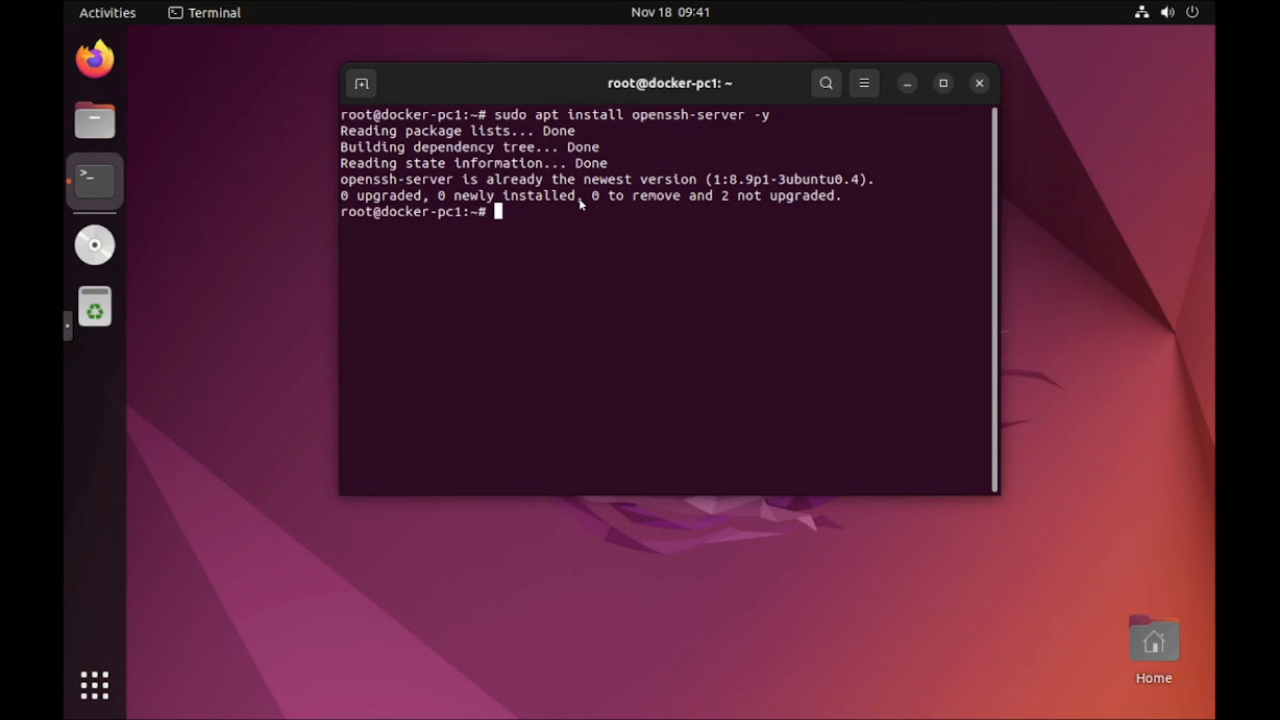 Activities
Terminal
Nov 18 09:41
root@docker-pc1: ~
root@docker-pc1:~# sudo apt install openssh-server -y
Reading package lists... Done
Building dependency tree... Done
Reading state information... Done
openssh-server is already the newest version (1:8.9p1-3ubuntu0.4).
0 upgraded, 0 newly installed, 0 to remove and 2 not upgraded.
root@docker-pc1:~#
Home